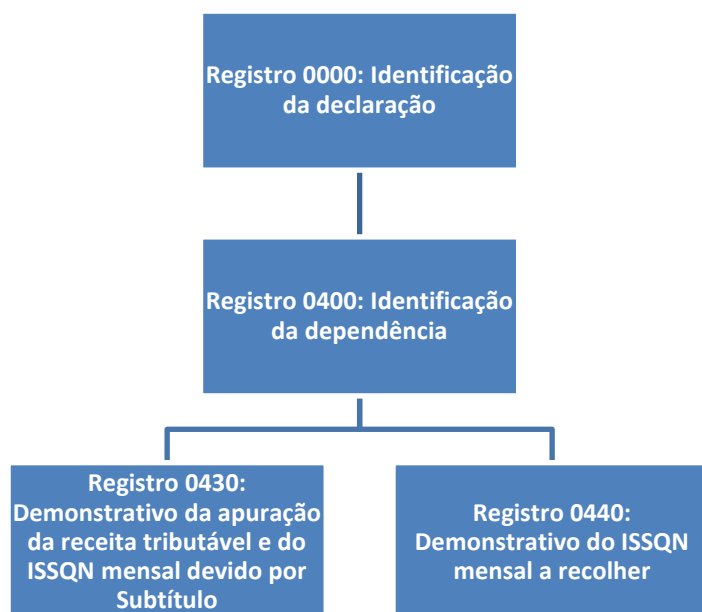 Registro 0000: Identificação
da declaração
Registro 0400: Identificação
da dependência
Registro 0430:
Demonstrativo da apuração
da receita tributável e do
ISSQN mensal devido por
Subtítulo
Registro 0440:
Demonstrativo do ISSQN
mensal a recolher